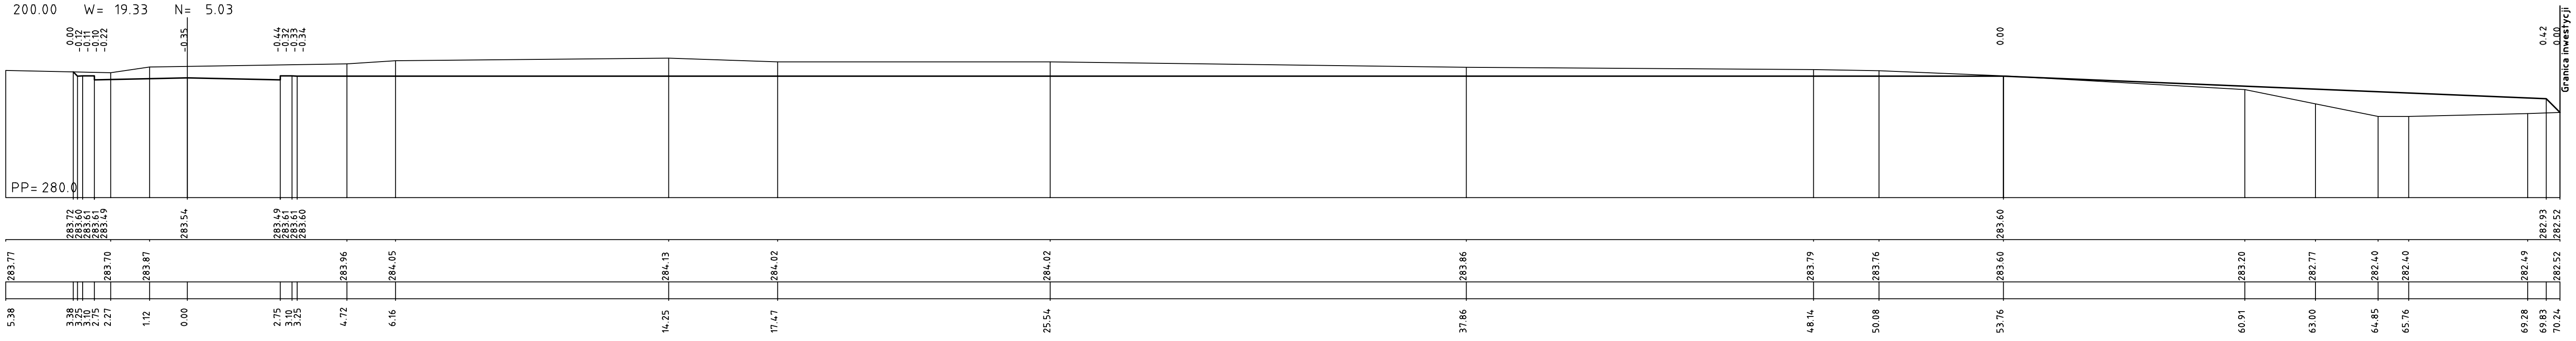 200.00 W= 19.33 N= 5.03
0.00 -0.12 -0.11 -0.10 -0.22 -0.35 -0.44 -0.32 -0.33 -0.34 0.00 0.42 0.00
Granica inwestycji
PP= 280.0
283.72 283.60 283.61 283.61 283.49 283.54 283.49 283.61 283.61 283.60 283.60 282.93 282.52
283.77 283.70 283.87 283.96 284.05 284.13 284.02 284.02 283.86 283.79 283.76 283.60 283.20 282.77 282.40 282.40 282.49 282.52
5.38 3.38 3.25 3.10 2.75 2.27 1.12 0.00 2.75 3.10 3.25 4.72 6.16 14.25 17.47 25.54 37.86 48.14 50.08 53.76 60.91 63.00 64.85 65.76 69.28 69.83 70.24